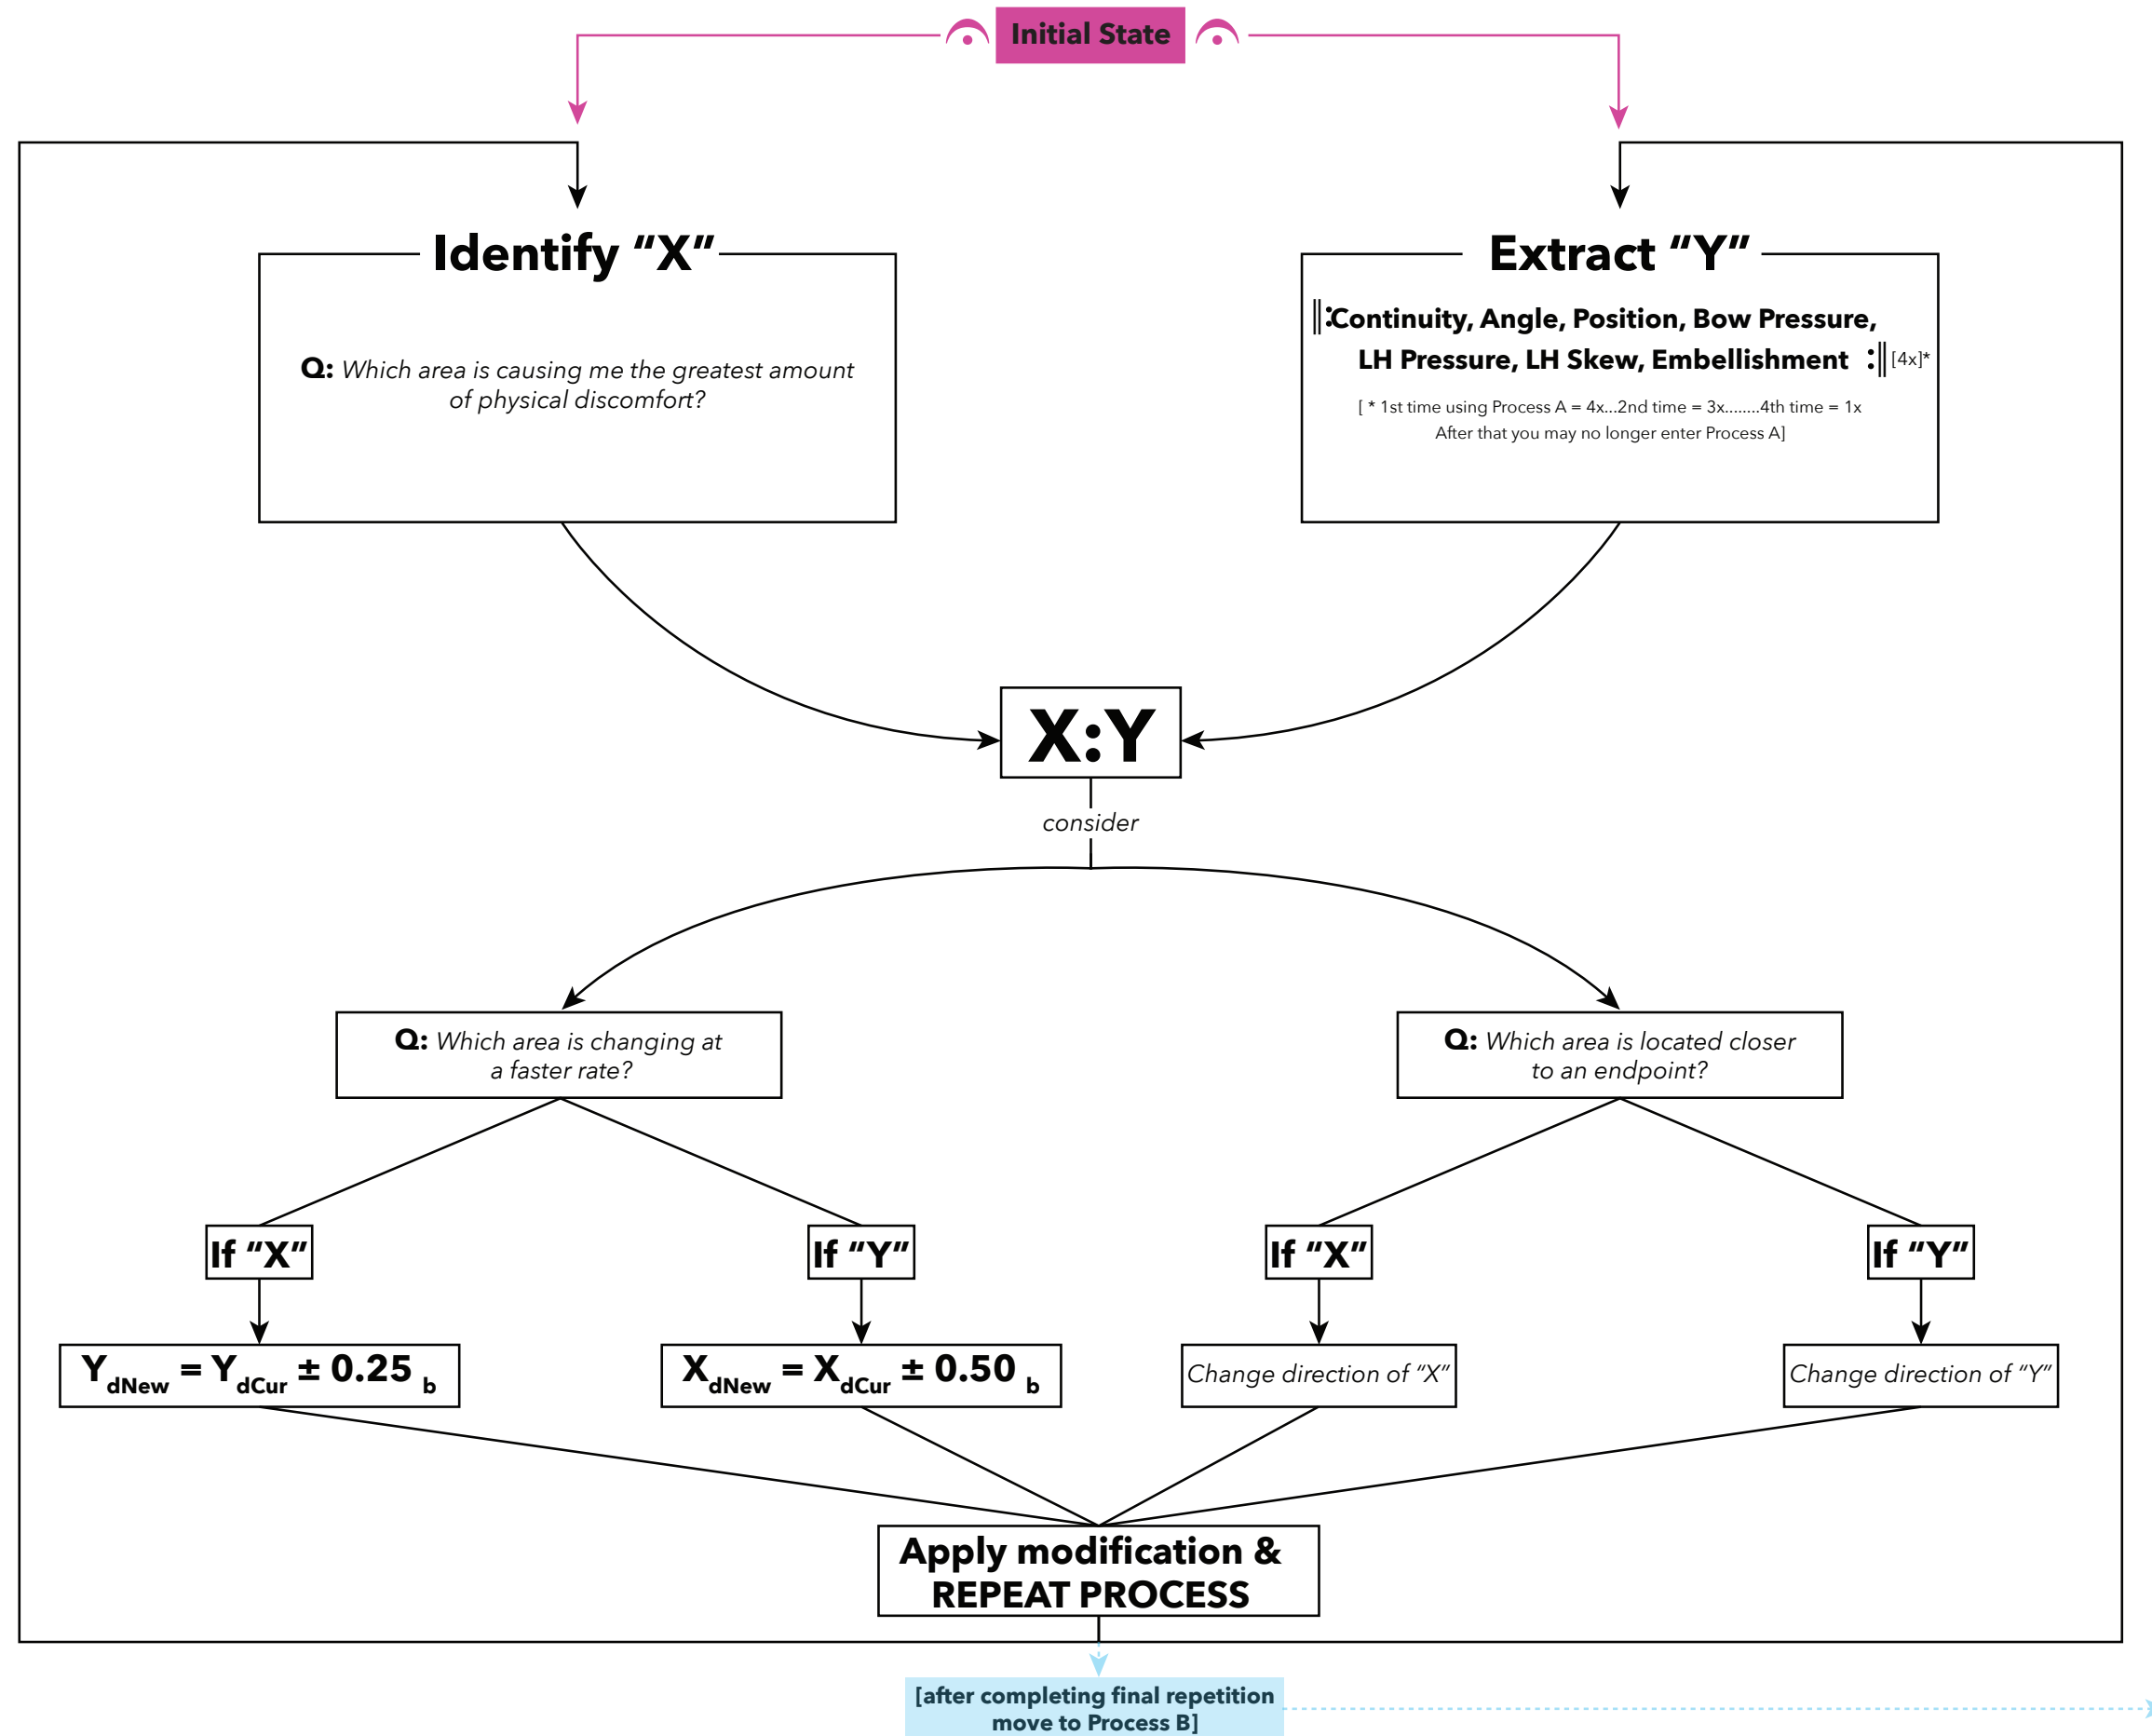 Initial State
Identify “X”
Q: Which area is causing me the greatest amount
of physical discomfort?
Extract “Y”
‖:Continuity, Angle, Position, Bow Pressure,
LH Pressure, LH Skew, Embellishment :‖ [4x]*
[ * 1st time using Process A = 4x...2nd time = 3x........4th time = 1x
After that you may no longer enter Process A]
X:Y
consider
Q: Which area is changing at
a faster rate?
Q: Which area is located closer
to an endpoint?
If “X”
If “Y”
If “X”
If “Y”
YdNew = YdCur ± 0.25 b
XdNew = XdCur ± 0.50 b
Change direction of “X”
Change direction of “Y”
Apply modification &
REPEAT PROCESS
[after completing final repetition
move to Process B]